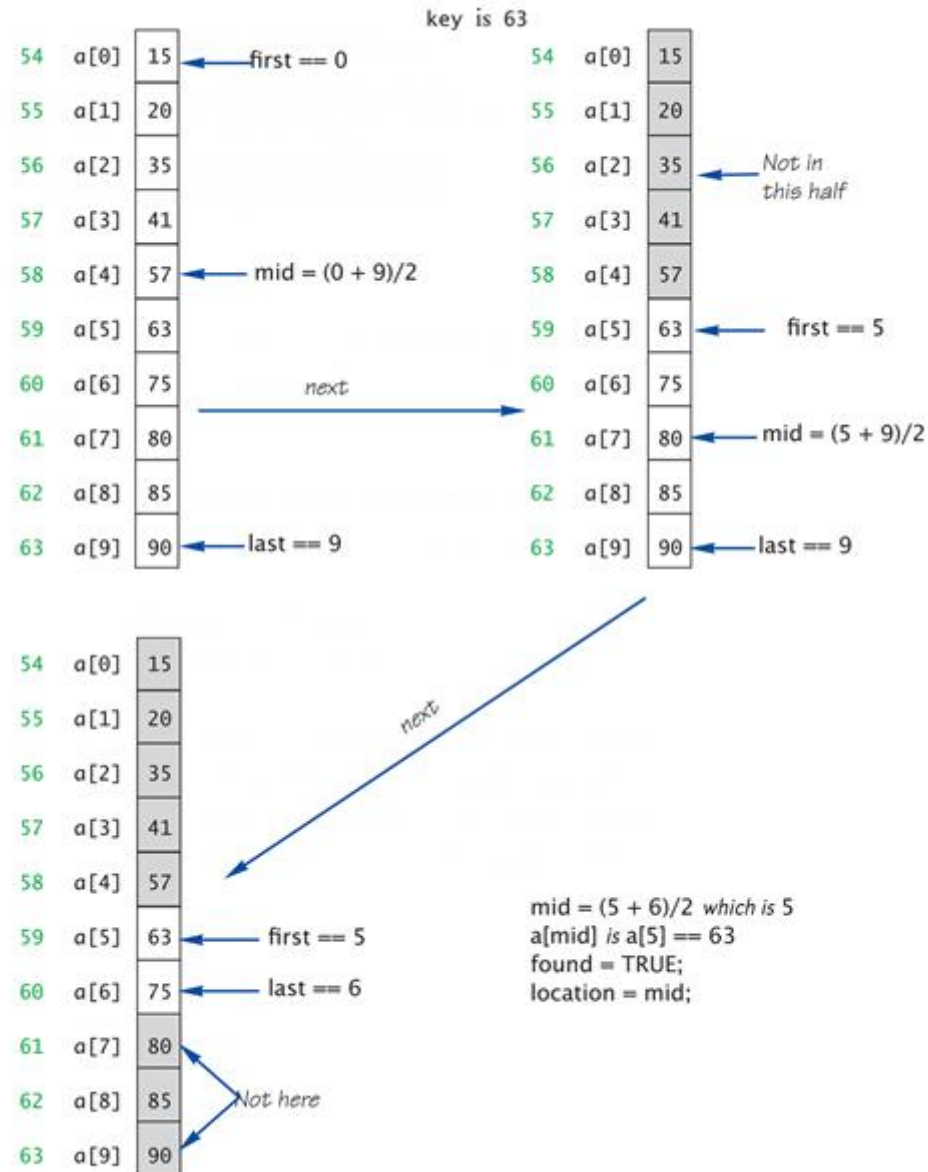 key is 63
54 a[0] 15 first == 0
55 a[1] 20
56 a[2] 35
57 a[3] 41
58 a[4] 57 mid = (0 + 9)/2
59 a[5] 63
60 a[6] 75
next
61 a[7] 80
62 a[8] 85
63 a[9] 90 last == 9
54 a[0] 15
55 a[1] 20
56 a[2] 35 Not in
this half
57 a[3] 41
58 a[4] 57
59 a[5] 63 first == 5
60 a[6] 75
61 a[7] 80 mid = (5 + 9)/2
62 a[8] 85
63 a[9] 90 last == 9
next
54 a[0] 15
55 a[1] 20
56 a[2] 35
57 a[3] 41
58 a[4] 57
59 a[5] 63 first == 5
60 a[6] 75 last == 6
61 a[7] 80
62 a[8] 85 Not here
63 a[9] 90
mid = (5 + 6)/2 which is 5
a[mid] is a[5] == 63
found = TRUE;
location = mid;